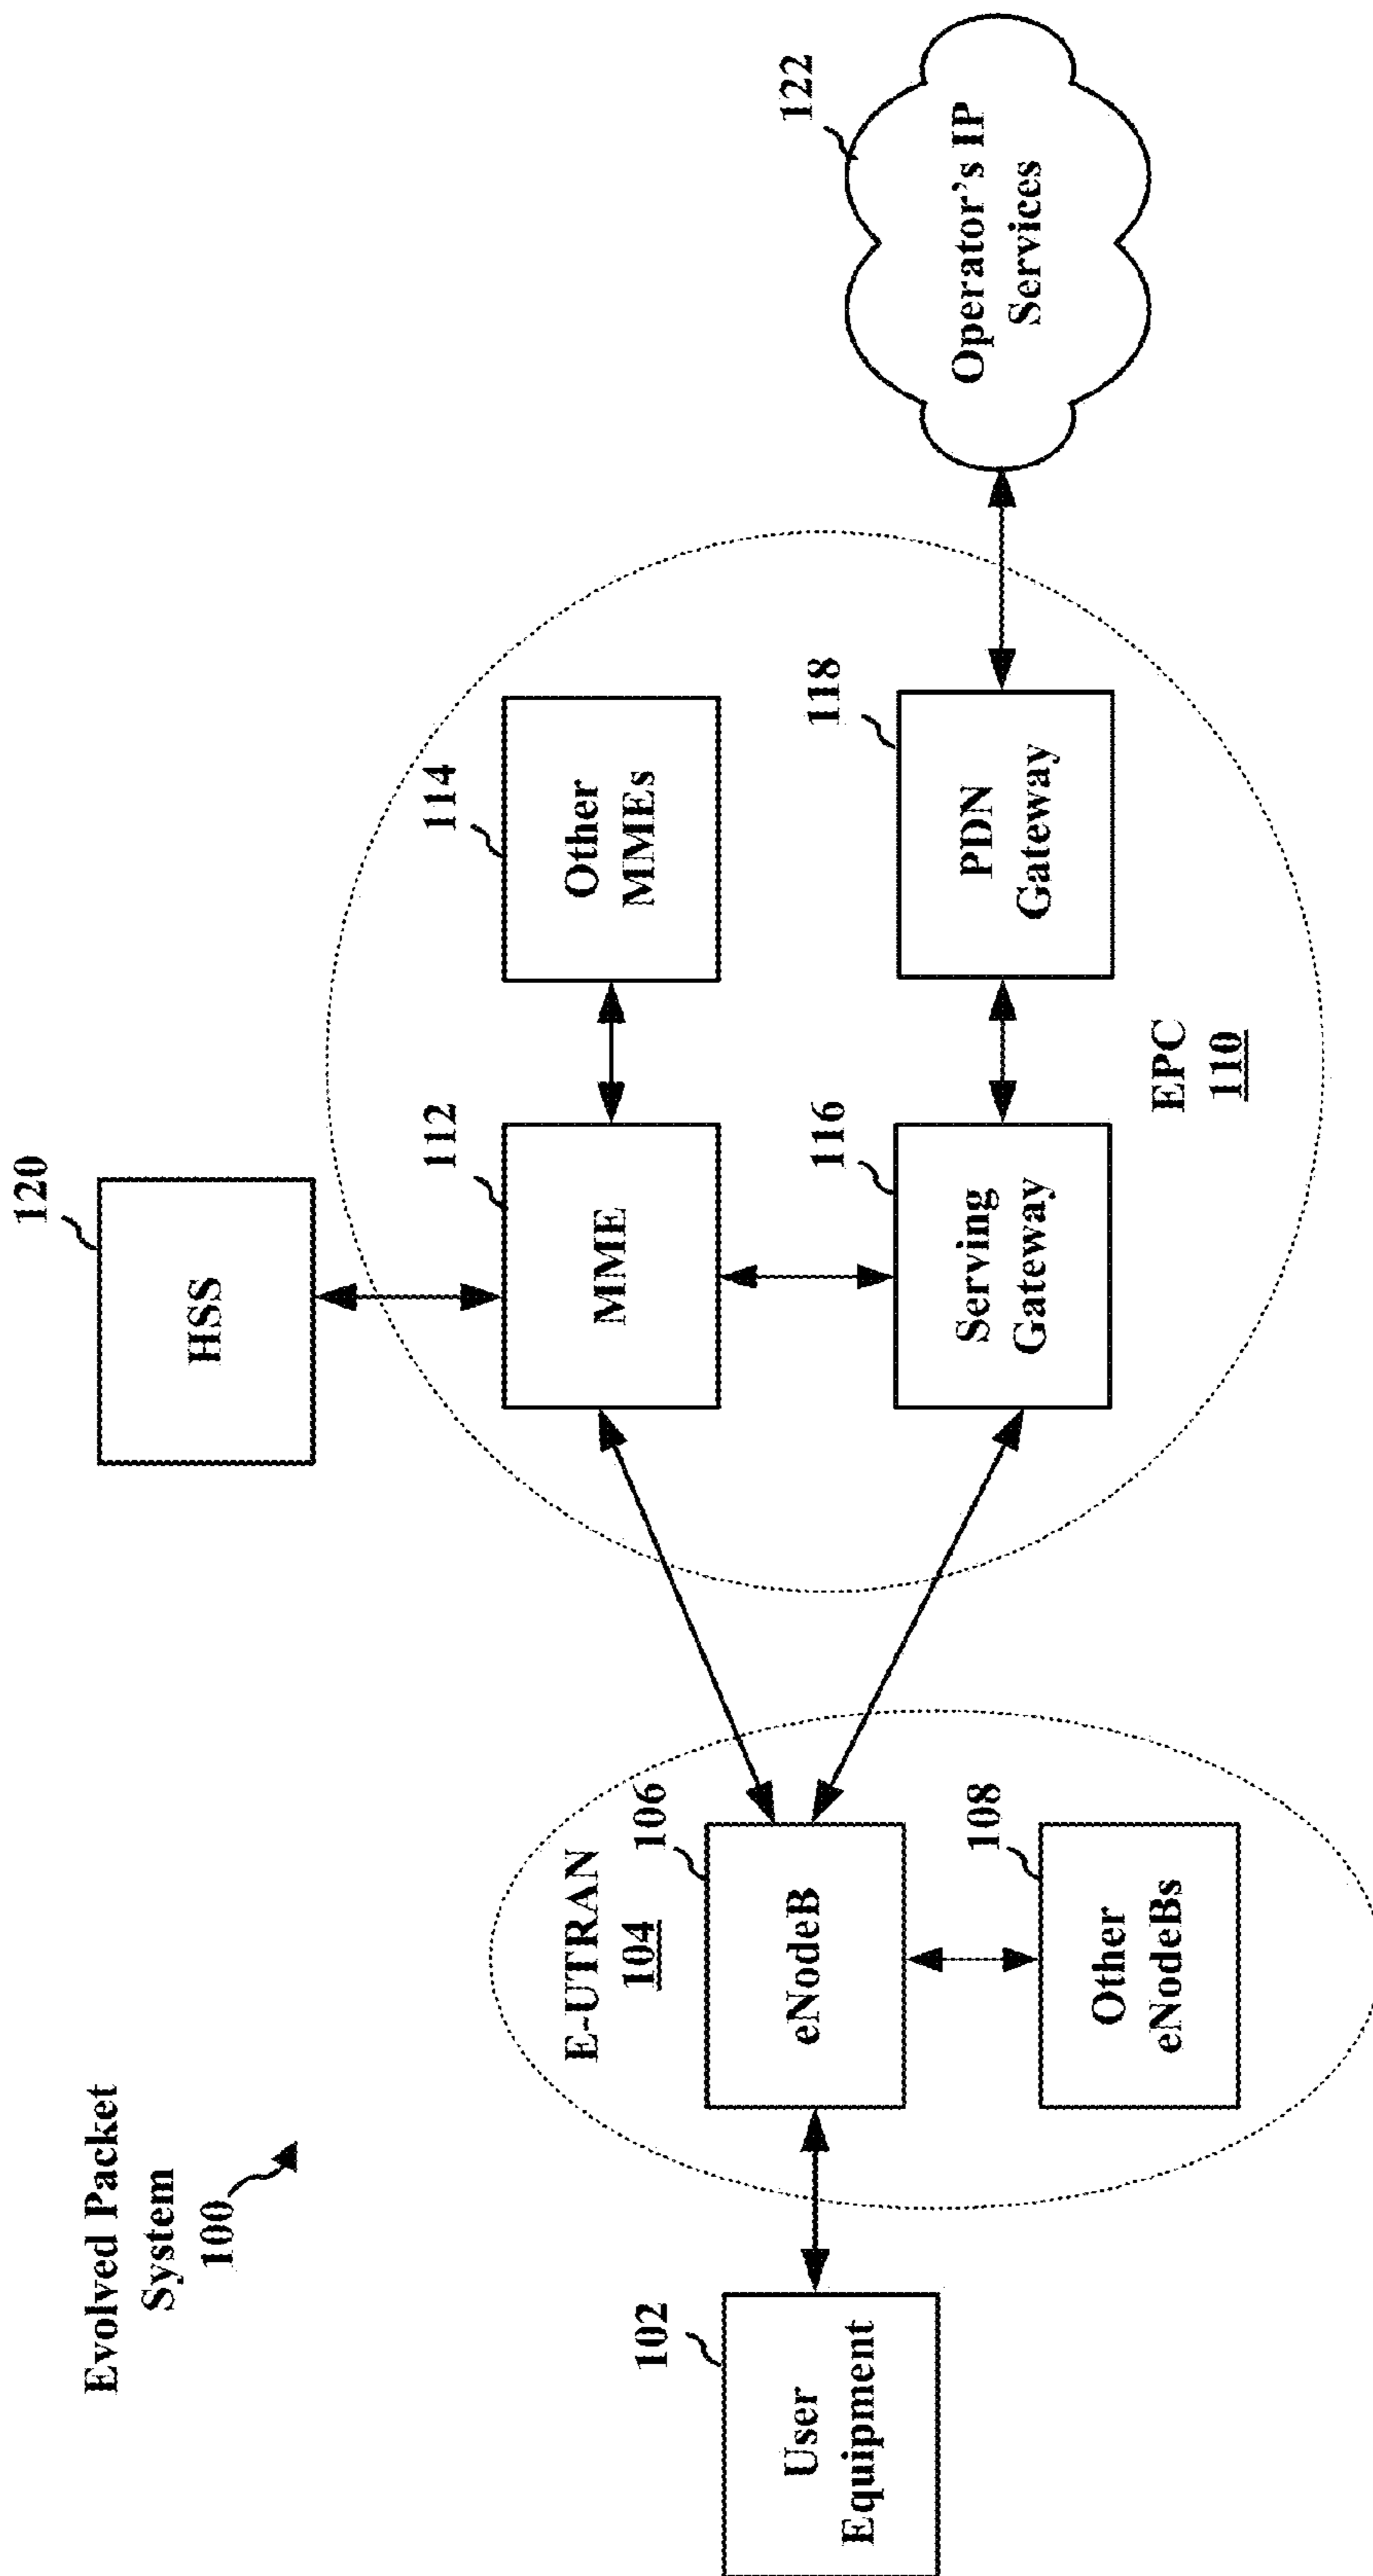 Evolved Packet
System
100
120
HSS
114
Other
MMEs
112
MME
122
Operator's IP
Services
118
PDN
Gateway
116
Serving
Gateway
EPC
110
E-UTRAN
104
106
eNodeB
108
Other
eNodeBs
102
User
Equipment